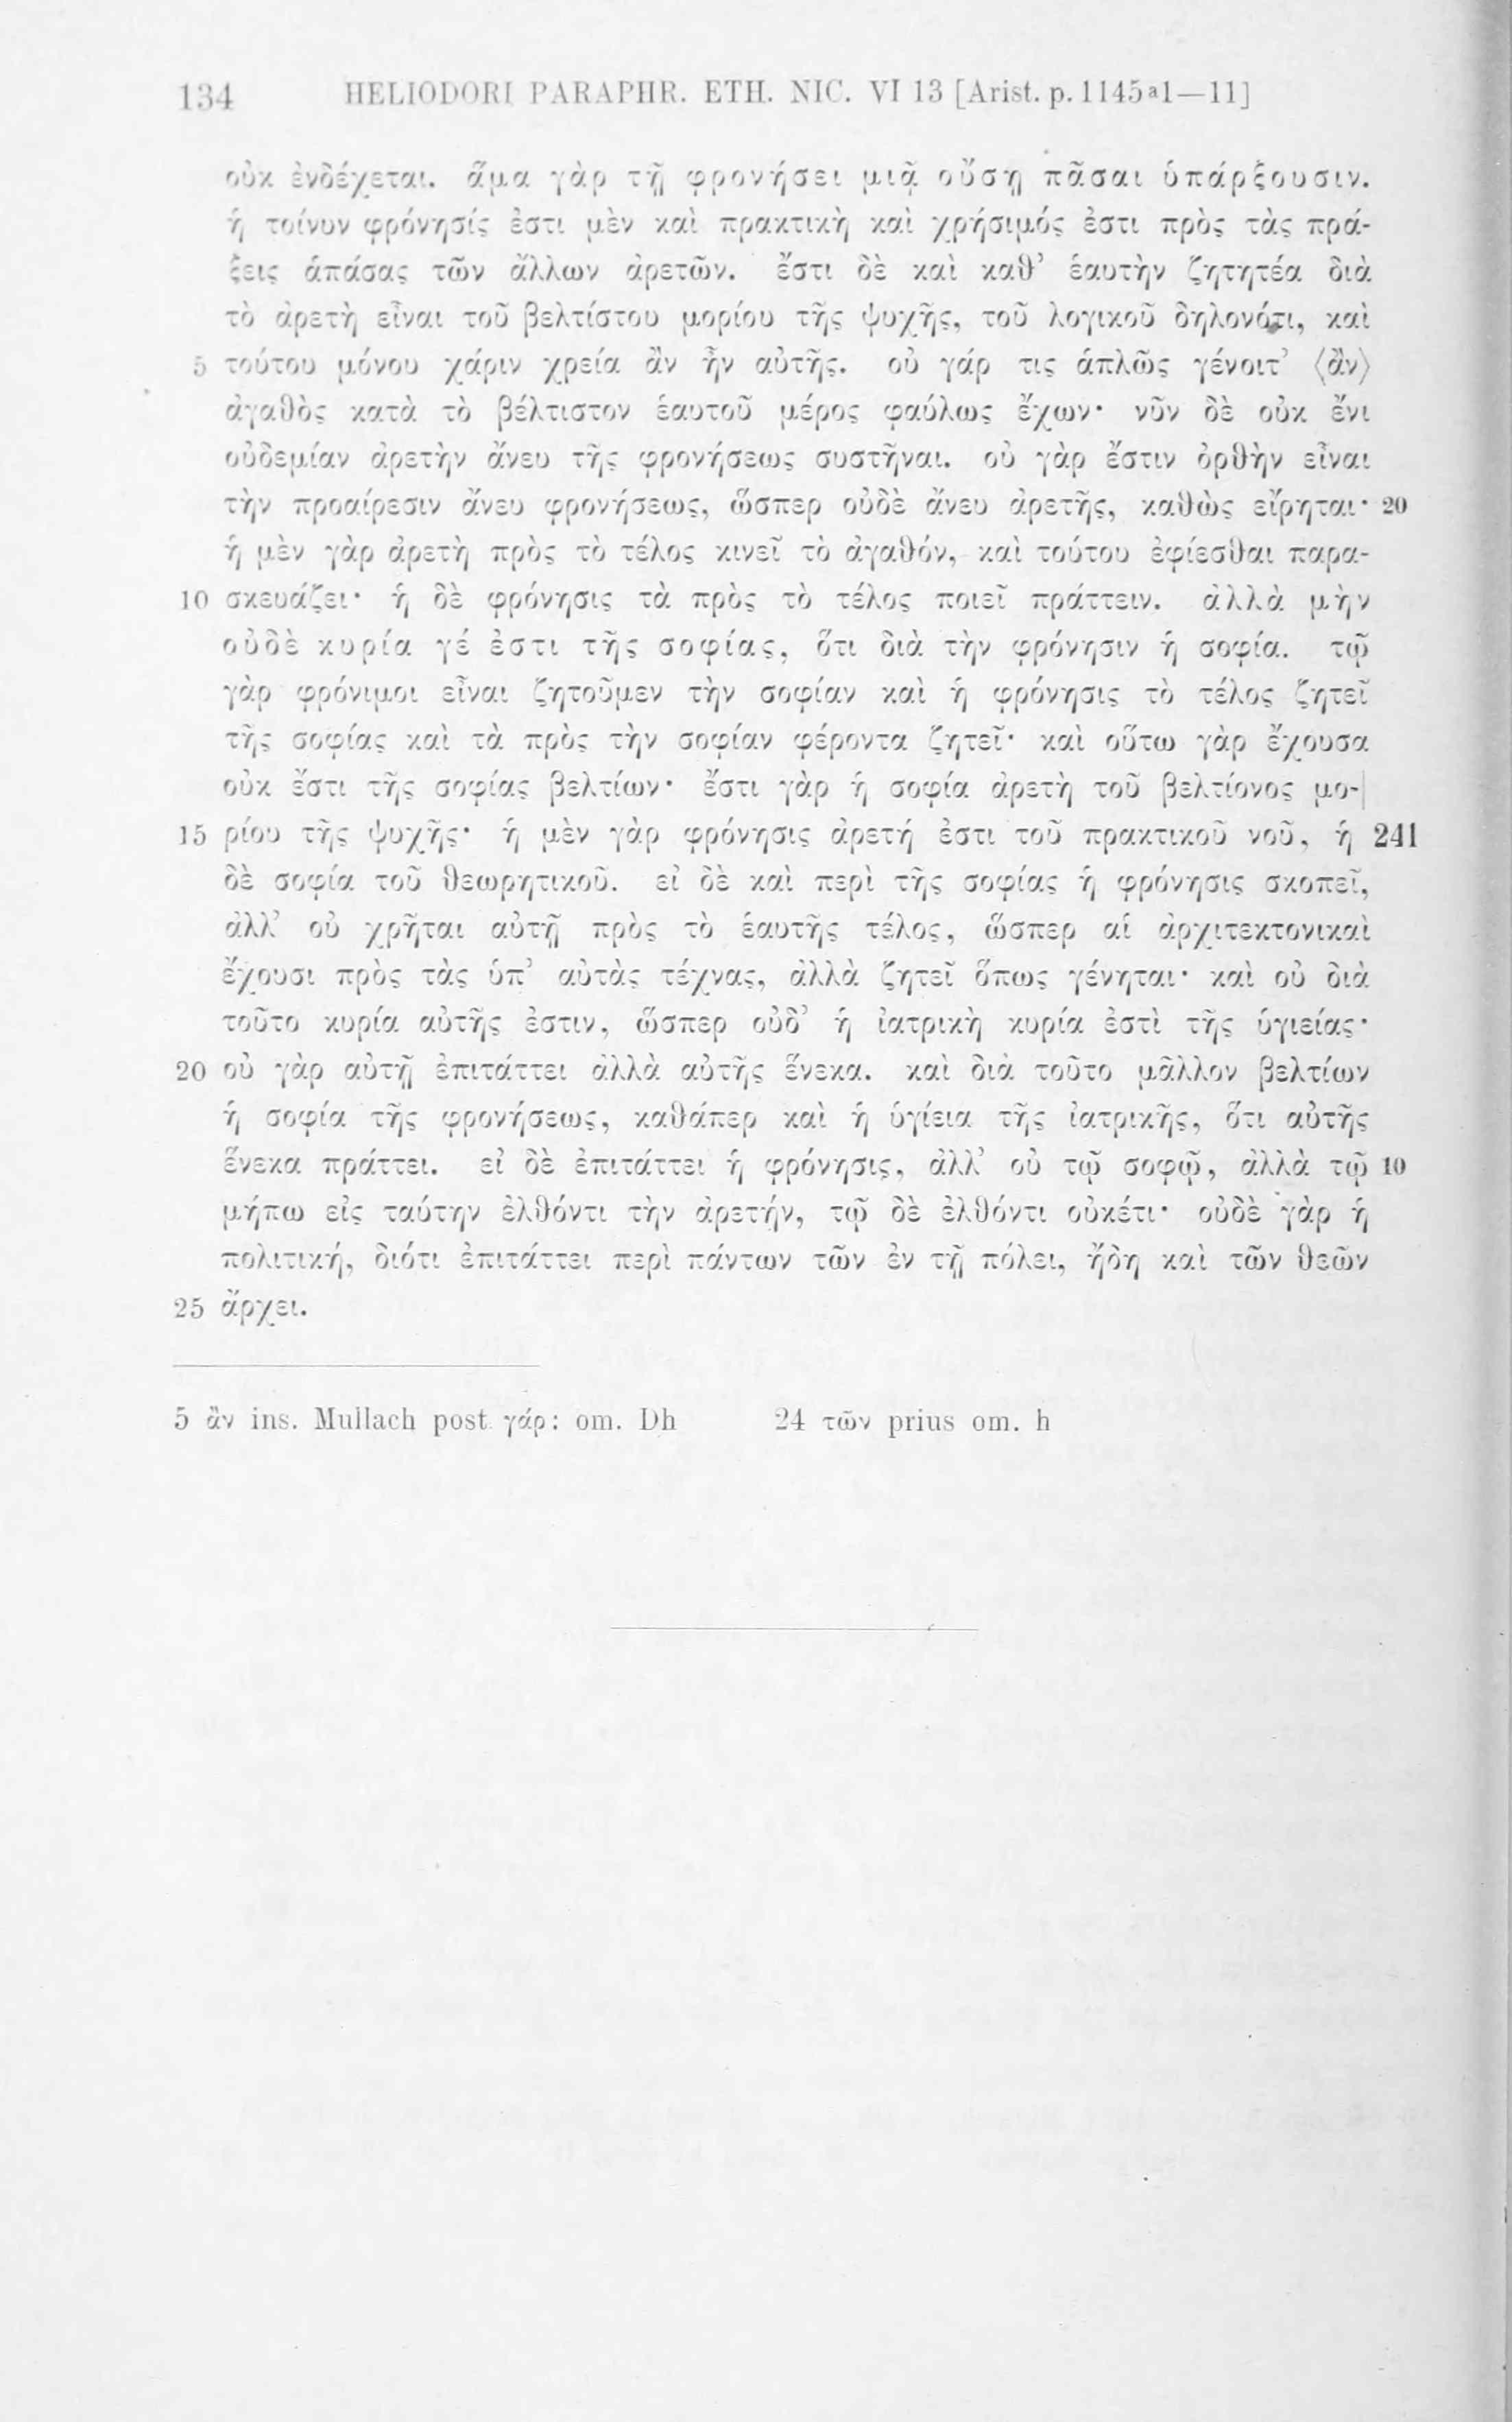 134 HELIODORI PARAPHR. ETH. NIC. VI 13 [Arist. p. 1145a1—11]
οὐκ ἐνδέχεται. ἅμα γὰρ τῇ φρονήσει μιᾷ οὔσῃ πᾶσαι ὑπάρξουσιν.
ἡ τοίνυν φρόνησίς ἐστι μὲν καὶ πρακτικὴ καὶ χρήσιμός ἐστι πρὸς τὰς πρά-
ξεις ἁπάσας τῶν ἄλλων ἀρετῶν. ἔστι δὲ καὶ καθ’ ἑαυτὴν ζητητέα διὰ
τὸ ἀρετὴ εἶναι τοῦ βελτίστου μορίου τῆς ψυχῆς, τοῦ λογικοῦ δηλονότι, καὶ
5 τούτου μόνου χάριν χρεία ἂν ἦν αὐτῆς. οὐ γάρ τις ἁπλῶς γένοιτ’ ⟨ἂν⟩
ἀγαθὸς κατὰ τὸ βέλτιστον ἑαυτοῦ μέρος φαύλως ἔχων· νῦν δὲ οὐκ ἔνι
οὐδεμίαν ἀρετὴν ἄνευ τῆς φρονήσεως συστῆναι. οὐ γὰρ ἔστιν ὀρθὴν εἶναι
τὴν προαίρεσιν ἄνευ φρονήσεως, ὥσπερ οὐδὲ ἄνευ ἀρετῆς, καθὼς εἴρηται· 20
ἡ μὲν γὰρ ἀρετὴ πρὸς τὸ τέλος κινεῖ τὸ ἀγαθόν, καὶ τούτου ἐφίεσθαι παρα-
10 σκευάζει· ἡ δὲ φρόνησις τὰ πρὸς τὸ τέλος ποιεῖ πράττειν. ἀλλὰ μὴν
οὐδὲ κυρία γέ ἐστι τῆς σοφίας, ὅτι διὰ τὴν φρόνησιν ἡ σοφία. τῷ
γὰρ φρόνιμοι εἶναι ζητοῦμεν τὴν σοφίαν καὶ ἡ φρόνησις τὸ τέλος ζητεῖ
τῆς σοφίας καὶ τὰ πρὸς τὴν σοφίαν φέροντα ζητεῖ· καὶ οὕτω γὰρ ἔχουσα
οὐκ ἔστι τῆς σοφίας βελτίων· ἔστι γὰρ ἡ σοφία ἀρετὴ τοῦ βελτίονος μο-|
15 ρίου τῆς ψυχῆς· ἡ μὲν γὰρ φρόνησις ἀρετή ἐστι τοῦ πρακτικοῦ νοῦ, ἡ 241
δὲ σοφία τοῦ θεωρητικοῦ. εἰ δὲ καὶ περὶ τῆς σοφίας ἡ φρόνησις σκοπεῖ,
ἀλλ’ οὐ χρῆται αὐτῇ πρὸς τὸ ἑαυτῆς τέλος, ὥσπερ αἱ ἀρχιτεκτονικαὶ
ἔχουσι πρὸς τὰς ὑπ’ αὐτὰς τέχνας, ἀλλὰ ζητεῖ ὅπως γένηται· καὶ οὐ διὰ
τοῦτο κυρία αὐτῆς ἐστιν, ὥσπερ οὐδ’ ἡ ἰατρικὴ κυρία ἐστὶ τῆς ὑγιείας·
20 οὐ γὰρ αὐτῇ ἐπιτάττει ἀλλὰ αὐτῆς ἕνεκα. καὶ διὰ τοῦτο μᾶλλον βελτίων
ἡ σοφία τῆς φρονήσεως, καθάπερ καὶ ἡ ὑγίεια τῆς ἰατρικῆς, ὅτι αὐτῆς
ἕνεκα πράττει. εἰ δὲ ἐπιτάττει ἡ φρόνησις, ἀλλ’ οὐ τῷ σοφῷ, ἀλλὰ τῷ 10
μήπω εἰς ταύτην ἐλθόντι τὴν ἀρετήν, τῷ δὲ ἐλθόντι οὐκέτι· οὐδὲ γὰρ ἡ
πολιτική, διότι ἐπιτάττει περὶ πάντων τῶν ἐν τῇ πόλει, ἤδη καὶ τῶν θεῶν
25 ἄρχει.
5 ἂν ins. Mullach post γάρ: om. Dh 24 τῶν prius om. h